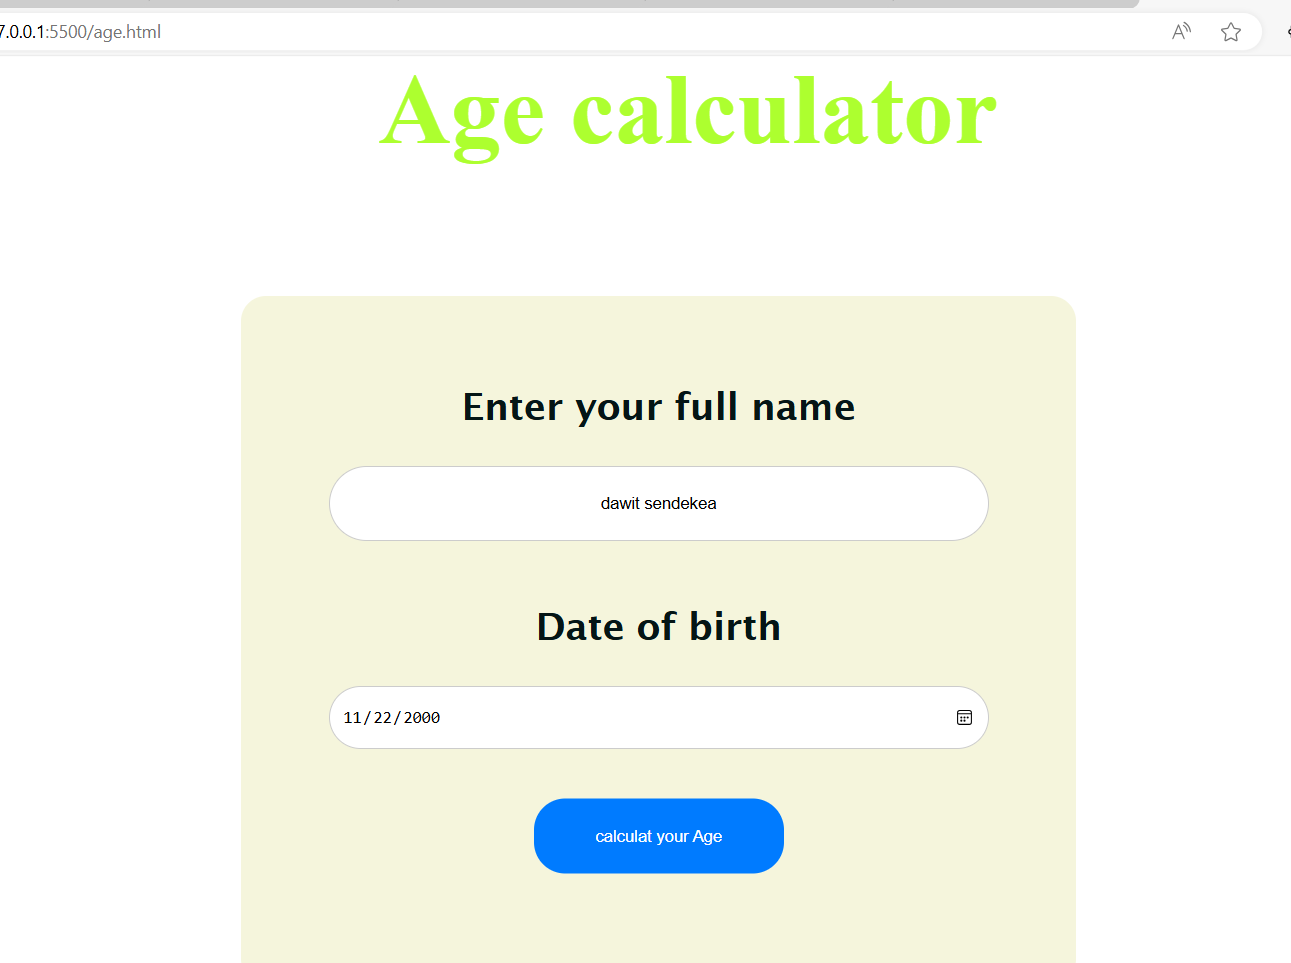 7.0.0.1:5500/age.html
Age calculator
Enter your full name
dawit sendekea
Date of birth
11/22/2000
calculat your Age